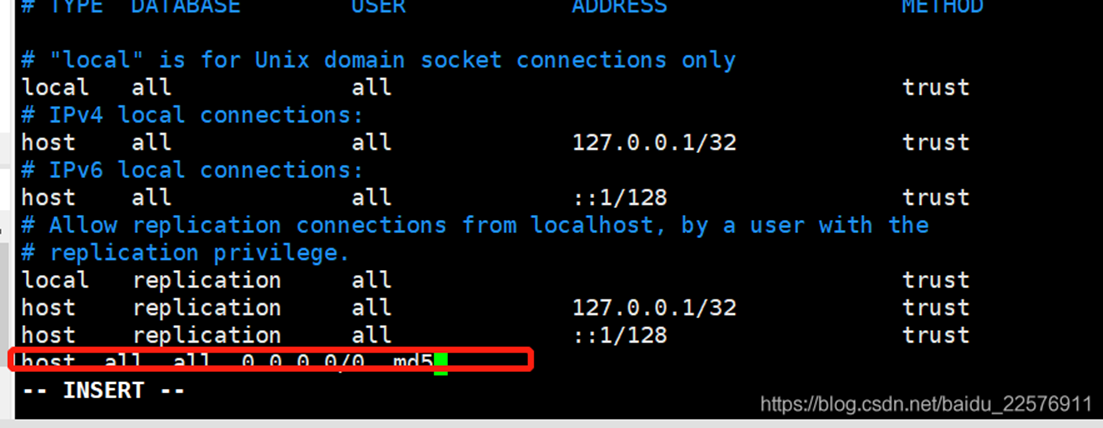 # TYPE DATABASE USER ADDRESS METHOD
# "local" is for Unix domain socket connections only
local all all trust
# IPv4 local connections:
host all all 127.0.0.1/32 trust
# IPv6 local connections:
host all all ::1/128 trust
# Allow replication connections from localhost, by a user with the
# replication privilege.
local replication all trust
host replication all 127.0.0.1/32 trust
host replication all ::1/128 trust
host all all 0.0.0.0/0 md5
-- INSERT --
https://blog.csdn.net/baidu_22576911